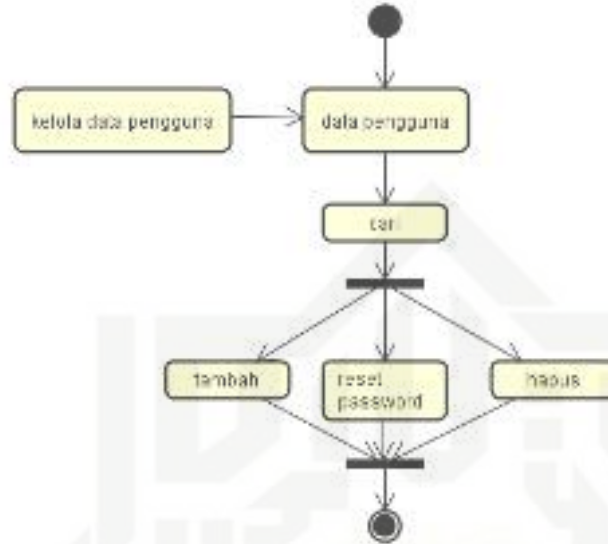 kelola data pengguna
data pengguna
cari
tambah
reset
password
hapus